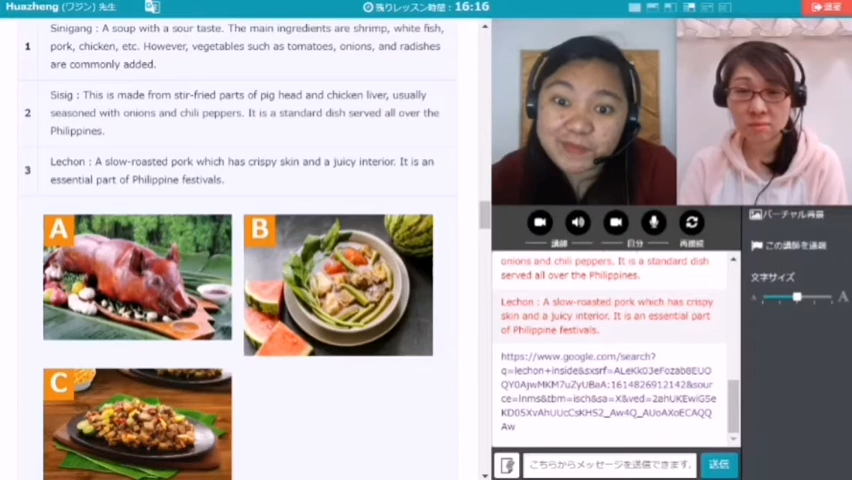 Huazheng (ワジン) 先生
残りレッスン時間：16:16
退室
Sinigang : A soup with a sour taste. The main ingredients are shrimp, white fish,
1
pork, chicken, etc. However, vegetables such as tomatoes, onions, and radishes
are commonly added.
Sisig : This is made from stir-fried parts of pig head and chicken liver, usually
2
seasoned with onions and chili peppers. It is a standard dish served all over the
Philippines.
Lechon : A slow-roasted pork which has crispy skin and a juicy interior. It is an
3
essential part of Philippine festivals.
A
B
C
講師
自分
再接続
バーチャル背景
この講師を通報
文字サイズ
A
A
onions and chili peppers. It is a standard dish
served all over the Philippines.
Lechon : A slow-roasted pork which has crispy
skin and a juicy interior. It is an essential part
of Philippine festivals.
https://www.google.com/search?
q=lechon+inside&sxsrf=ALeKk03eFozab8EUO
QY0AjwMKM7uZyUBaA:1614826912142&sour
ce=lnms&tbm=isch&sa=X&ved=2ahUKEwiG5e
KD05XvAhUUcCsKHS2_Aw4Q_AUoAXoECAQQ
Aw
こちらからメッセージを送信できます。
送信